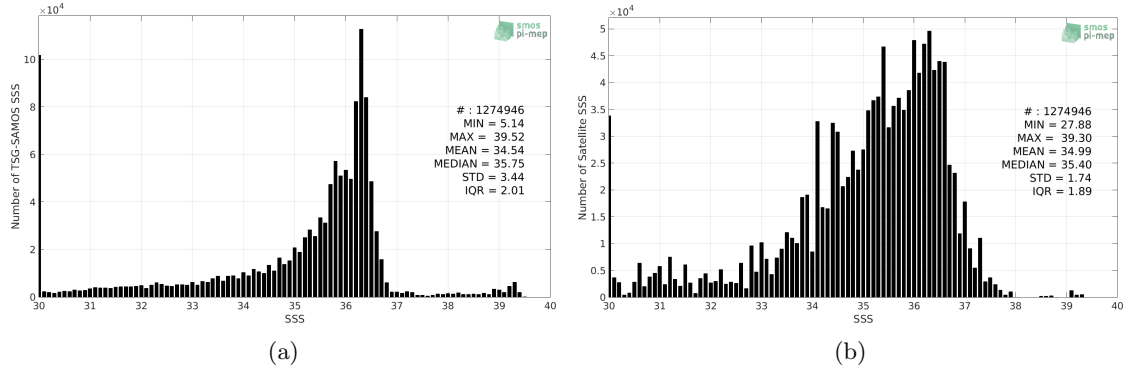 ×10⁴
smos
pi-mep
# : 1274946
MIN = 5.14
MAX = 39.52
MEAN = 34.54
MEDIAN = 35.75
STD = 3.44
IQR = 2.01
Number of TSG-SAMOS SSS
10
8
6
4
2
0
30 31 32 33 34 35 36 37 38 39 40
SSS
(a)
×10⁴
smos
pi-mep
# : 1274946
MIN = 27.88
MAX = 39.30
MEAN = 34.99
MEDIAN = 35.40
STD = 1.74
IQR = 1.89
Number of Satellite SSS
5
4.5
4
3.5
3
2.5
2
1.5
1
0.5
0
30 31 32 33 34 35 36 37 38 39 40
SSS
(b)